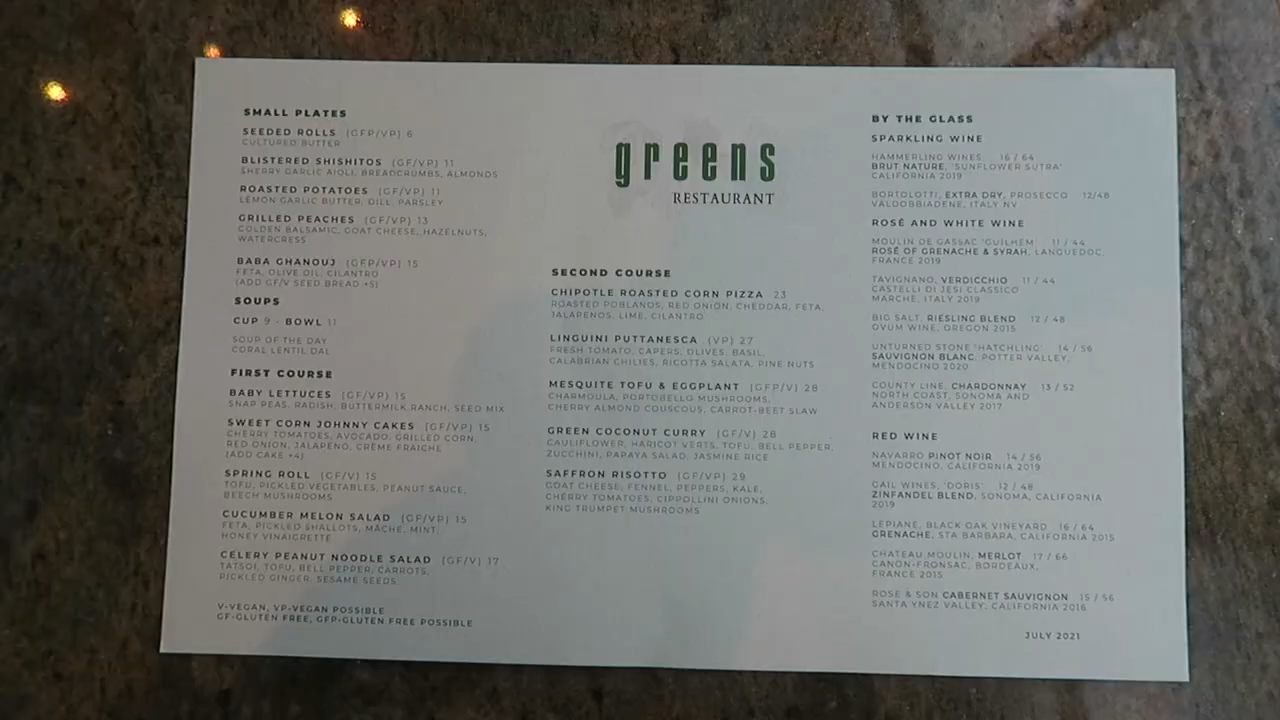 SMALL PLATES
SEEDED ROLLS (GFP/VP) 6
CULTURED BUTTER
BLISTERED SHISHITOS (GF/VP) 11
SHERRY GARLIC AIOLI, BREADCRUMBS, ALMONDS
ROASTED POTATOES (GF/VP) 11
LEMON GARLIC BUTTER, DILL, PARSLEY
GRILLED PEACHES (GF/VP) 13
GOLDEN BALSAMIC, GOAT CHEESE, HAZELNUTS,
WATERCRESS
BABA GHANOUJ (GFP/VP) 15
FETA, OLIVE OIL, CILANTRO
(ADD GF/V SEED BREAD +5)
SOUPS
CUP 9 - BOWL 11
SOUP OF THE DAY
CORAL LENTIL DAL
FIRST COURSE
BABY LETTUCES (GF/VP) 15
SNAP PEAS, RADISH, BUTTERMILK RANCH, SEED MIX
SWEET CORN JOHNNY CAKES (GF/VP) 15
CHERRY TOMATOES, AVOCADO, GRILLED CORN,
RED ONION, JALAPENO, CRÈME FRAICHE
(ADD CAKE +4)
SPRING ROLL (GF/V) 15
TOFU, PICKLED VEGETABLES, PEANUT SAUCE,
BEECH MUSHROOMS
CUCUMBER MELON SALAD (GF/VP) 15
FETA, PICKLED SHALLOTS, MÂCHE, MINT,
HONEY VINAIGRETTE
CELERY PEANUT NOODLE SALAD (GF/V) 17
TATSOI, TOFU, BELL PEPPER, CARROTS,
PICKLED GINGER, SESAME SEEDS
V-VEGAN, VP-VEGAN POSSIBLE
GF-GLUTEN FREE, GFP-GLUTEN FREE POSSIBLE
greens
RESTAURANT
SECOND COURSE
CHIPOTLE ROASTED CORN PIZZA 23
ROASTED POBLANOS, RED ONION, CHEDDAR, FETA,
JALAPENOS, LIME, CILANTRO
LINGUINI PUTTANESCA (VP) 27
FRESH TOMATO, CAPERS, OLIVES, BASIL,
CALABRIAN CHILIES, RICOTTA SALATA, PINE NUTS
MESQUITE TOFU & EGGPLANT (GFP/V) 28
CHARMOULA, PORTOBELLO MUSHROOMS,
CHERRY ALMOND COUSCOUS, CARROT-BEET SLAW
GREEN COCONUT CURRY (GF/V) 28
CAULIFLOWER, HARICOT VERTS, TOFU, BELL PEPPER,
ZUCCHINI, PAPAYA SALAD, JASMINE RICE
SAFFRON RISOTTO (GF/VP) 29
GOAT CHEESE, FENNEL, PEPPERS, KALE,
CHERRY TOMATOES, CIPPOLLINI ONIONS,
KING TRUMPET MUSHROOMS
BY THE GLASS
SPARKLING WINE
HAMMERLING WINES 16 / 64
BRUT NATURE, 'SUNFLOWER SUTRA'
CALIFORNIA 2019
BORTOLOTTI, EXTRA DRY, PROSECCO 12/48
VALDOBBIADENE, ITALY NV
ROSÉ AND WHITE WINE
MOULIN DE GASSAC 'GUILHEM' 11 / 44
ROSÉ OF GRENACHE & SYRAH, LANGUEDOC,
FRANCE 2019
TAVIGNANO, VERDICCHIO 11 / 44
CASTELLI DI JESI CLASSICO
MARCHE, ITALY 2019
BIG SALT, RIESLING BLEND 12 / 48
OVUM WINE, OREGON 2015
UNTURNED STONE 'HATCHLING' 14 / 56
SAUVIGNON BLANC, POTTER VALLEY,
MENDOCINO 2020
COUNTY LINE, CHARDONNAY 13 / 52
NORTH COAST, SONOMA AND
ANDERSON VALLEY 2017
RED WINE
NAVARRO PINOT NOIR 14 / 56
MENDOCINO, CALIFORNIA 2019
GAIL WINES, 'DORIS' 12 / 48
ZINFANDEL BLEND, SONOMA, CALIFORNIA
2019
LEPIANE, BLACK OAK VINEYARD 16 / 64
GRENACHE, STA BARBARA, CALIFORNIA 2015
CHATEAU MOULIN, MERLOT 17 / 66
CANON-FRONSAC, BORDEAUX,
FRANCE 2015
ROSE & SON CABERNET SAUVIGNON 15 / 56
SANTA YNEZ VALLEY, CALIFORNIA 2016
JULY 2021